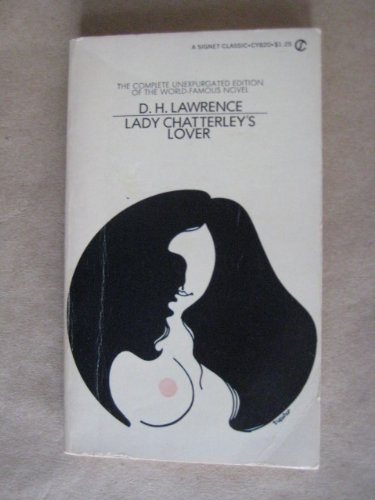 A SIGNET CLASSIC•CY820•$1.25
THE COMPLETE UNEXPURGATED EDITION
OF THE WORLD-FAMOUS NOVEL
D. H. LAWRENCE
LADY CHATTERLEY'S
LOVER